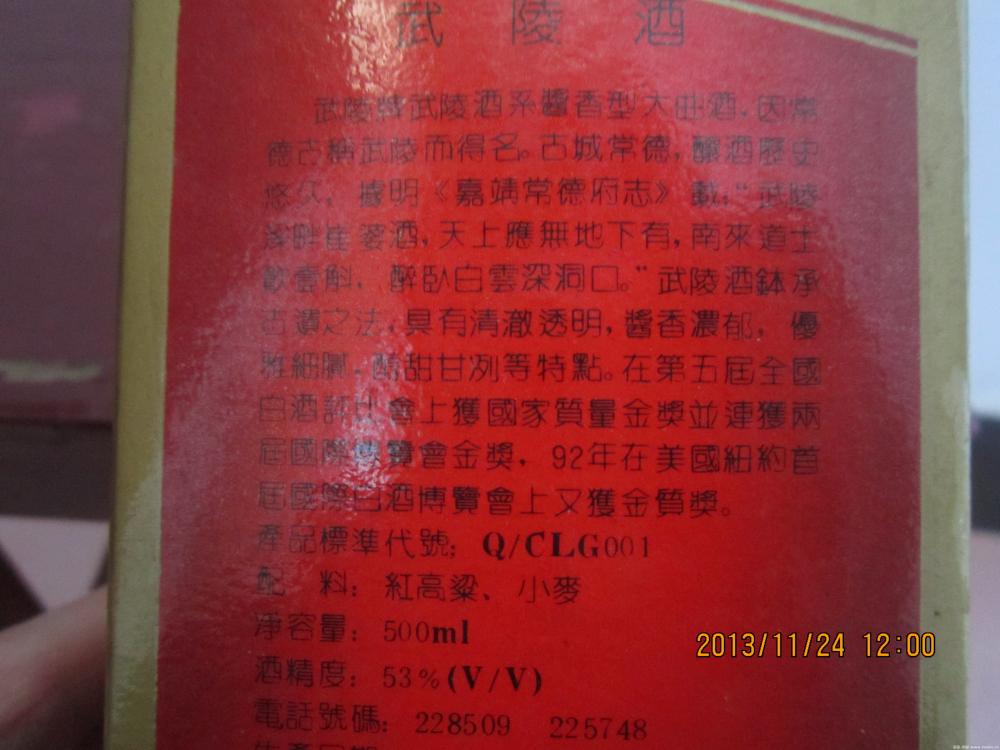 武陵酒
武陵牌武陵酒系醬香型大曲酒，因常
德古稱武陵而得名。古城常德，釀酒歷史
悠久，據明《嘉靖常德府志》載：“武陵
溪畔崔婆酒，天上應無地下有，南來道士
飲壹斛，醉臥白雲深洞口。”武陵酒鉢承
古遺之法，具有清澈透明，醬香濃郁，優
雅細膩，醇甜甘冽等特點。在第五屆全國
白酒評比會上獲國家質量金獎並連獲兩
屆國際博覽會金獎，92年在美國紐約首
屆國際白酒博覽會上又獲金質獎。
產品標準代號：Q/CLG001
配　料：紅高粱、小麥
淨容量：500ml
酒精度：53%(V/V)
電話號碼：228509　225748
2013/11/24 12:00